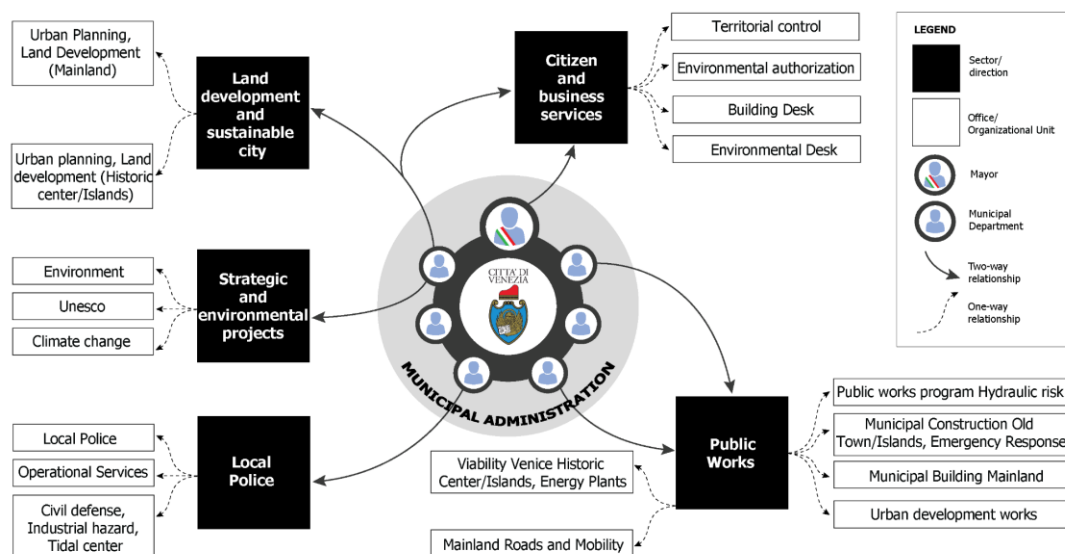 Urban Planning,
Land Development
(Mainland)
Urban planning, Land
development (Historic
center/Islands)
Land
development
and
sustainable
city
Citizen
and
business
services
Territorial control
Environmental authorization
Building Desk
Environmental Desk
LEGEND
Sector/
direction
Office/
Organizational Unit
Mayor
Municipal
Department
Two-way
relationship
One-way
relationship
Environment
Unesco
Climate change
Strategic
and
environmental
projects
CITTA' DI
VENEZIA
MUNICIPAL ADMINISTRATION
Local Police
Operational Services
Civil defense,
Industrial hazard,
Tidal center
Local
Police
Viability Venice Historic
Center/Islands, Energy Plants
Mainland Roads and Mobility
Public
Works
Public works program Hydraulic risk
Municipal Construction Old
Town/Islands, Emergency Response
Municipal Building Mainland
Urban development works